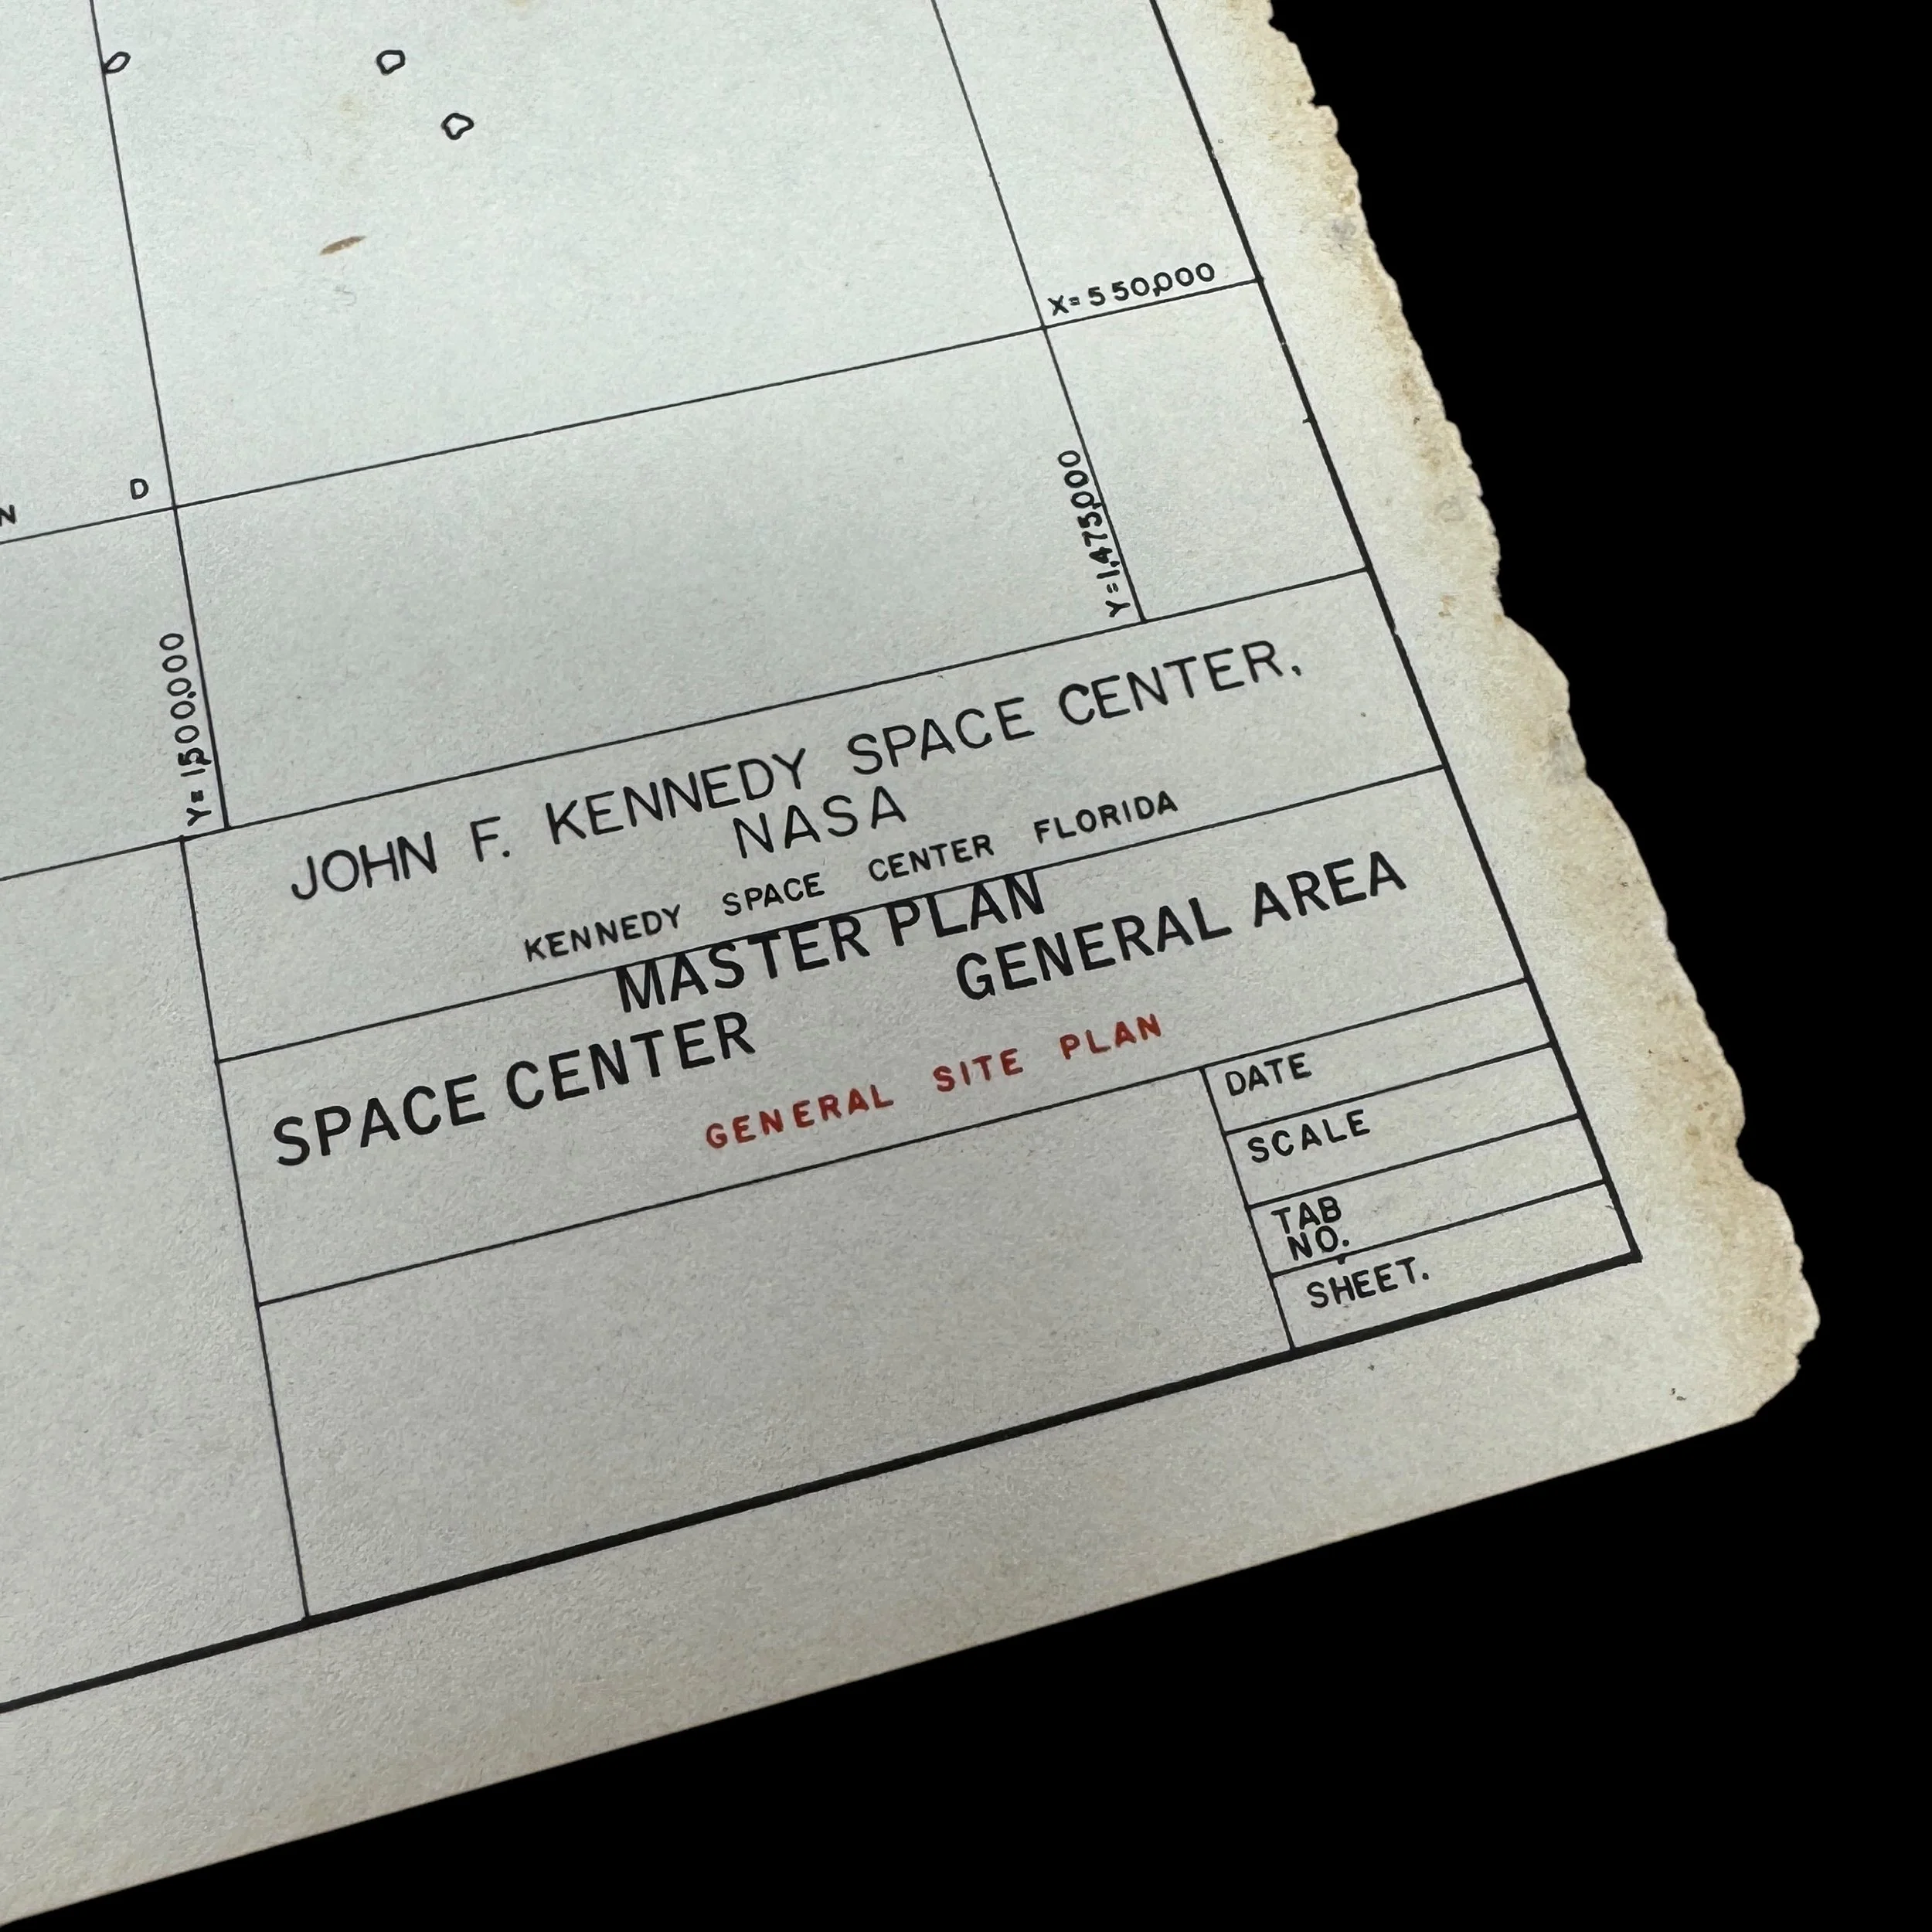 X=550,000
N D
Y=1,475,000
Y=1,500,000
JOHN F. KENNEDY SPACE CENTER,
NASA
KENNEDY SPACE CENTER FLORIDA
MASTER PLAN
SPACE CENTER GENERAL AREA
GENERAL SITE PLAN
DATE
SCALE
TAB
NO.
SHEET.